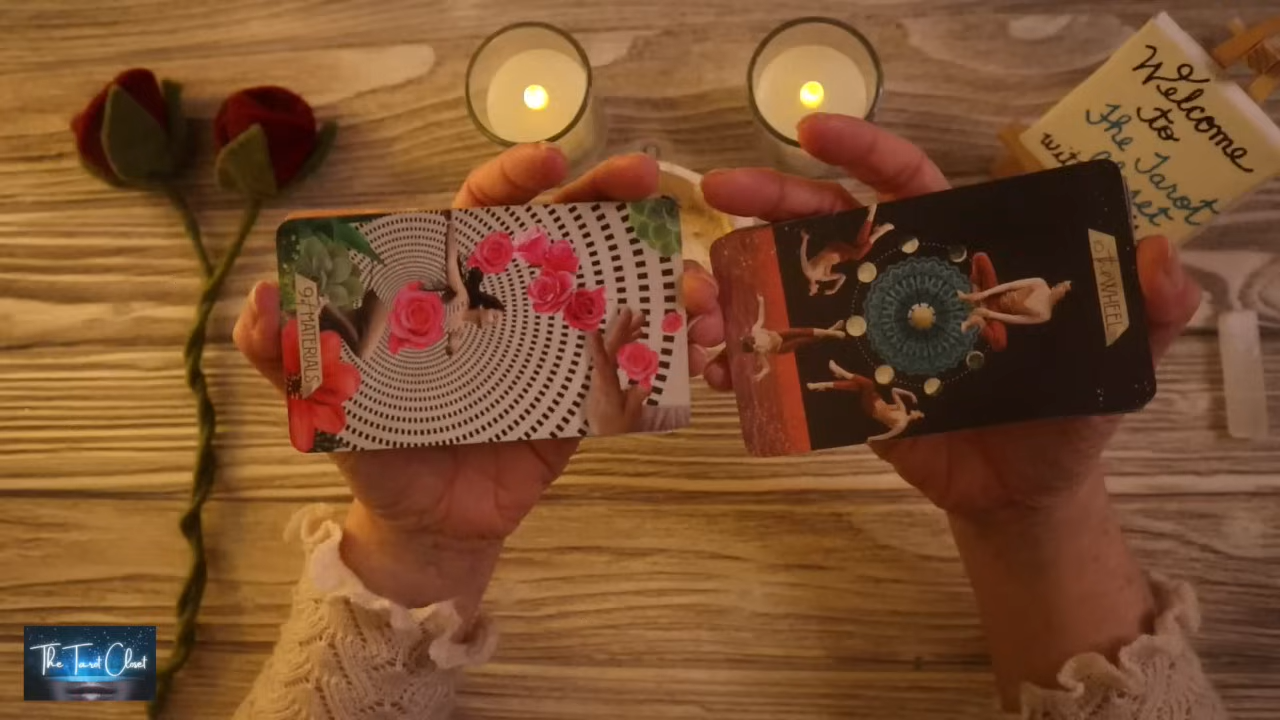 Welcome
to
The Tarot
9 of MATERIALS
WHEEL
The Tarot Closet